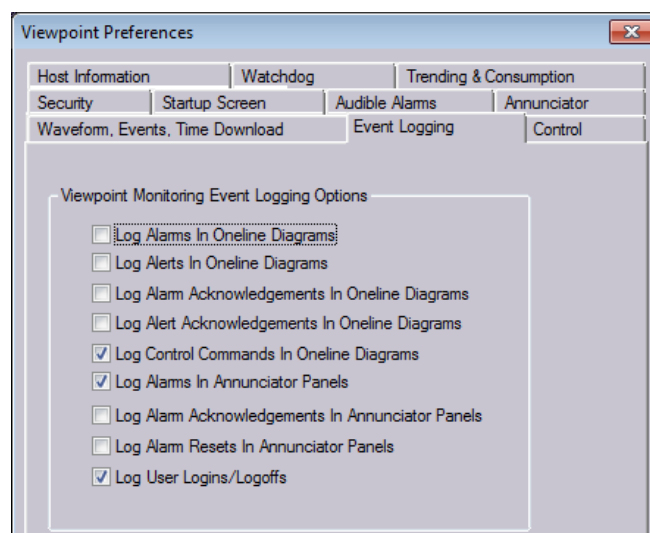 Viewpoint Preferences
Host Information Watchdog Trending & Consumption
Security Startup Screen Audible Alarms Annunciator
Waveform, Events, Time Download Event Logging Control
Viewpoint Monitoring Event Logging Options
Log Alarms In Oneline Diagrams
Log Alerts In Oneline Diagrams
Log Alarm Acknowledgements In Oneline Diagrams
Log Alert Acknowledgements In Oneline Diagrams
Log Control Commands In Oneline Diagrams
Log Alarms In Annunciator Panels
Log Alarm Acknowledgements In Annunciator Panels
Log Alarm Resets In Annunciator Panels
Log User Logins/Logoffs